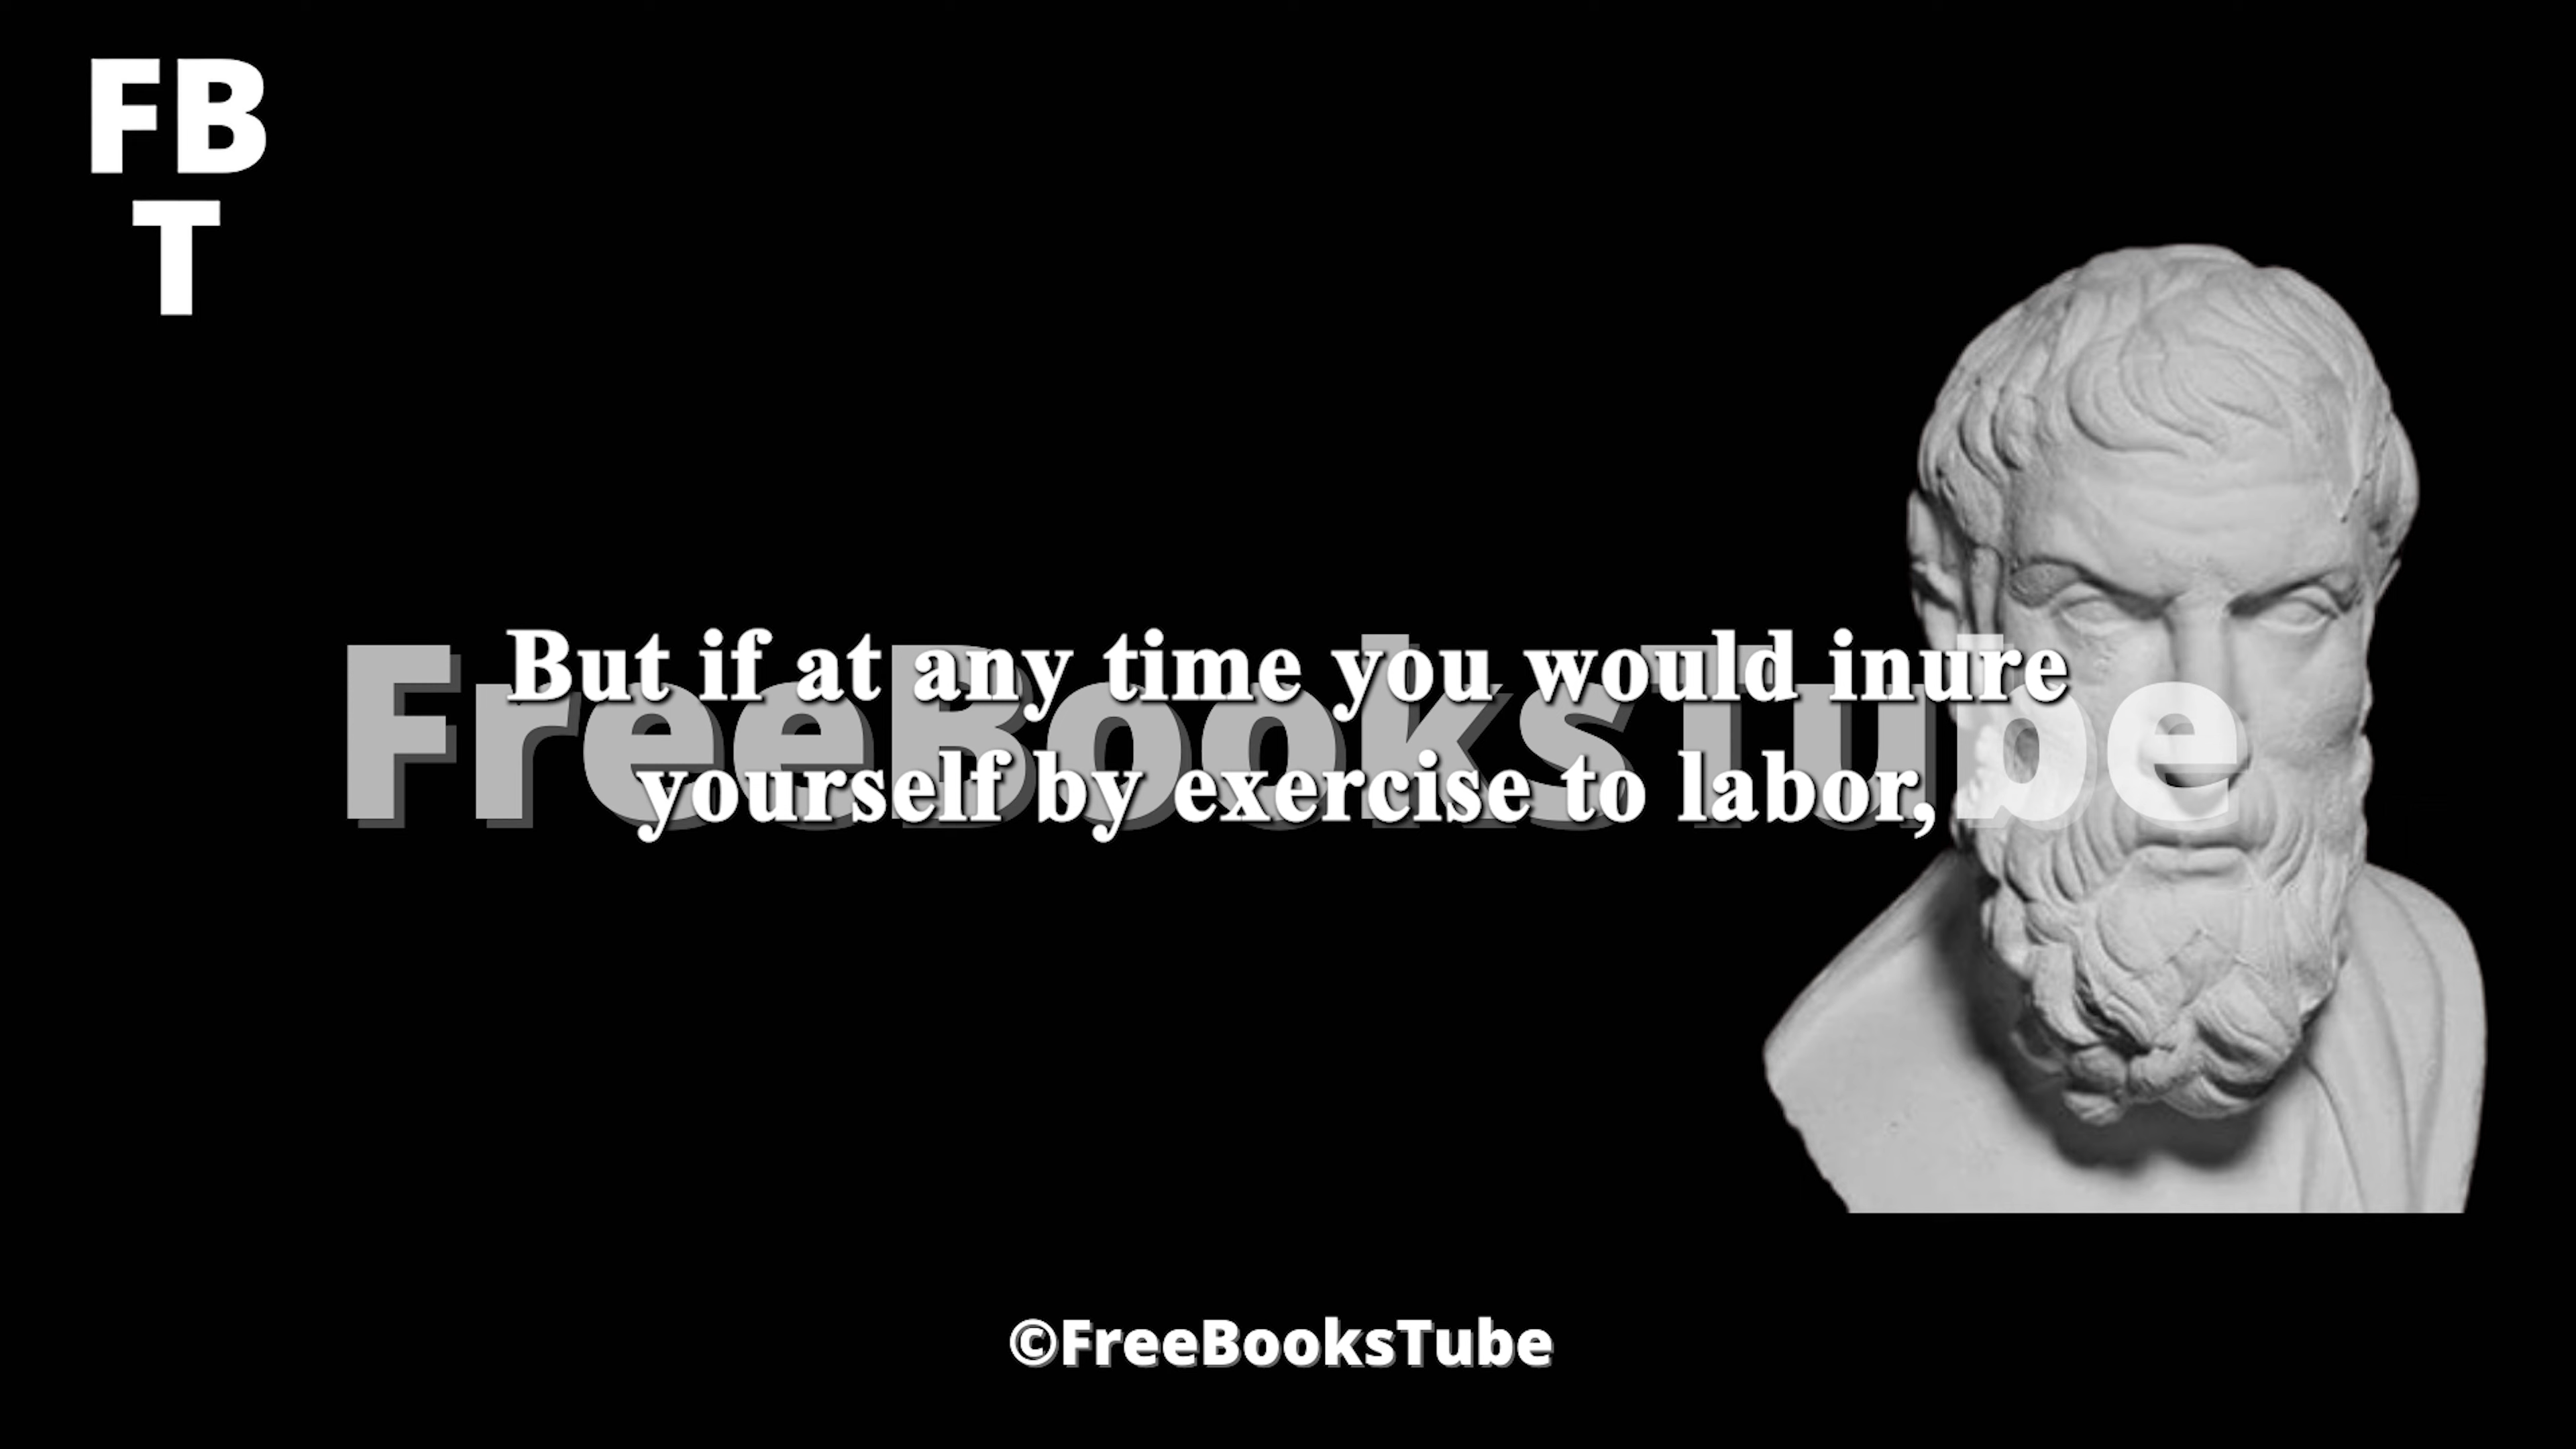 FB
T
FreeBooksTube
But if at any time you would inure
yourself by exercise to labor,
©FreeBooksTube